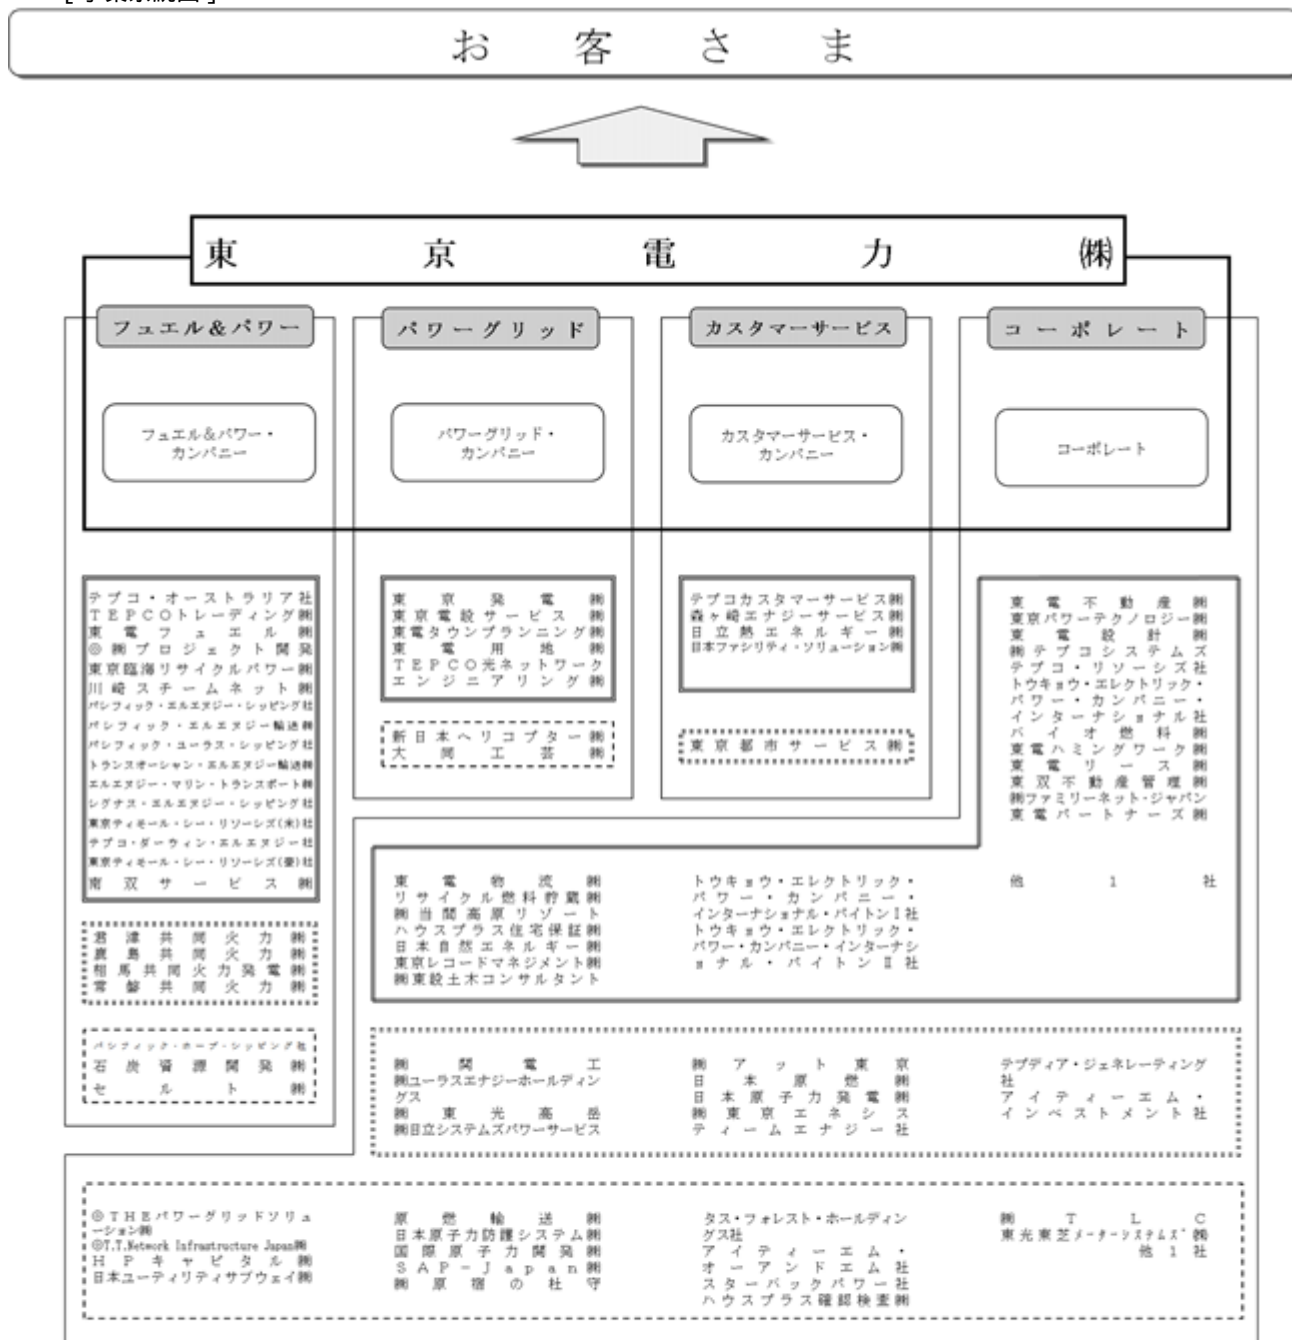 お客さま
東京電力㈱
フュエル&パワー
パワーグリッド
カスタマーサービス
コーポレート
フュエル&パワー・
カンパニー
パワーグリッド・
カンパニー
カスタマーサービス・
カンパニー
コーポレート
テプコ・オーストラリア社
TEPCOトレーディング㈱
東電フュエル㈱
◎㈱プロジェクト開発
東京臨海リサイクルパワー㈱
川崎スチームネット㈱
パシフィック・エルエヌジー・シッピング社
パシフィック・エルエヌジー輸送㈱
パシフィック・ユーラス・シッピング社
トランスオーシャン・エルエヌジー輸送㈱
エルエヌジー・マリン・トランスポート㈱
シグナス・エルエヌジー・シッピング社
東京ティモール・シー・リソーシズ(米)社
テプコ・ダーウィン・エルエヌジー社
東京ティモール・シー・リソーシズ(豪)社
南双サービス㈱
君津共同火力㈱
鹿島共同火力㈱
相馬共同火力発電㈱
常磐共同火力㈱
パシフィック・ホープ・シッピング社
石炭資源開発㈱
セルト㈱
東京発電㈱
東京電設サービス㈱
東電タウンプランニング㈱
東電用地㈱
TEPCO光ネットワーク
エンジニアリング㈱
新日本ヘリコプター㈱
大同工芸㈱
テプコカスタマーサービス㈱
森ヶ崎エナジーサービス㈱
日立熱エネルギー㈱
日本ファシリティ・ソリューション㈱
東京都市サービス㈱
東電不動産㈱
東京パワーテクノロジー㈱
東電設計㈱
㈱テプコシステムズ
テプコ・リソーシズ社
トウキョウ・エレクトリック・
パワー・カンパニー・
インターナショナル社
バイオ燃料㈱
東電ハミングワーク㈱
東電リース㈱
東双不動産管理㈱
㈱ファミリーネット・ジャパン
東電パートナーズ㈱
東電物流㈱
リサイクル燃料貯蔵㈱
㈱当間高原リゾート
ハウスプラス住宅保証㈱
日本自然エネルギー㈱
東京レコードマネジメント㈱
㈱東設土木コンサルタント
トウキョウ・エレクトリック・
パワー・カンパニー・
インターナショナル・パイトンⅠ社
トウキョウ・エレクトリック・
パワー・カンパニー・インターナシ
ョナル・パイトンⅡ社
他1社
㈱関電工
㈱ユーラスエナジーホールディン
グス
㈱東光高岳
㈱日立システムズパワーサービス
㈱アット東京
日本原燃㈱
日本原子力発電㈱
㈱東京エネシス
ティームエナジー社
テプディア・ジェネレーティング
社
アイティーエム・
インベストメント社
◎THEパワーグリッドソリュ
ーション㈱
◎T.T.Network Infrastructure Japan㈱
HPキャピタル㈱
日本ユーティリティサブウェイ㈱
原燃輸送㈱
日本原子力防護システム㈱
国際原子力開発㈱
SAP-Japan㈱
㈱原宿の杜守
タス・フォレスト・ホールディン
グス社
アイティーエム・
オーアンドエム社
スターバックパワー社
ハウスプラス確認検査㈱
㈱TLC
東光東芝メーターシステムズ㈱
他1社